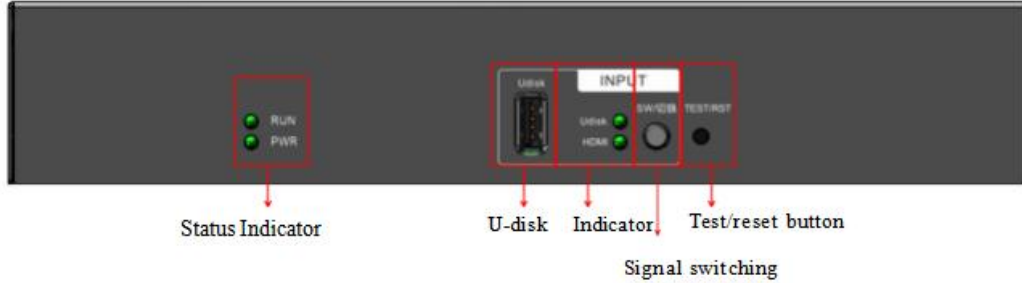 INPUT
Udisk
SW/切换 TEST/RST
RUN
Udisk
PWR
HDMI
Status Indicator
U-disk
Indicator
Test/reset button
Signal switching